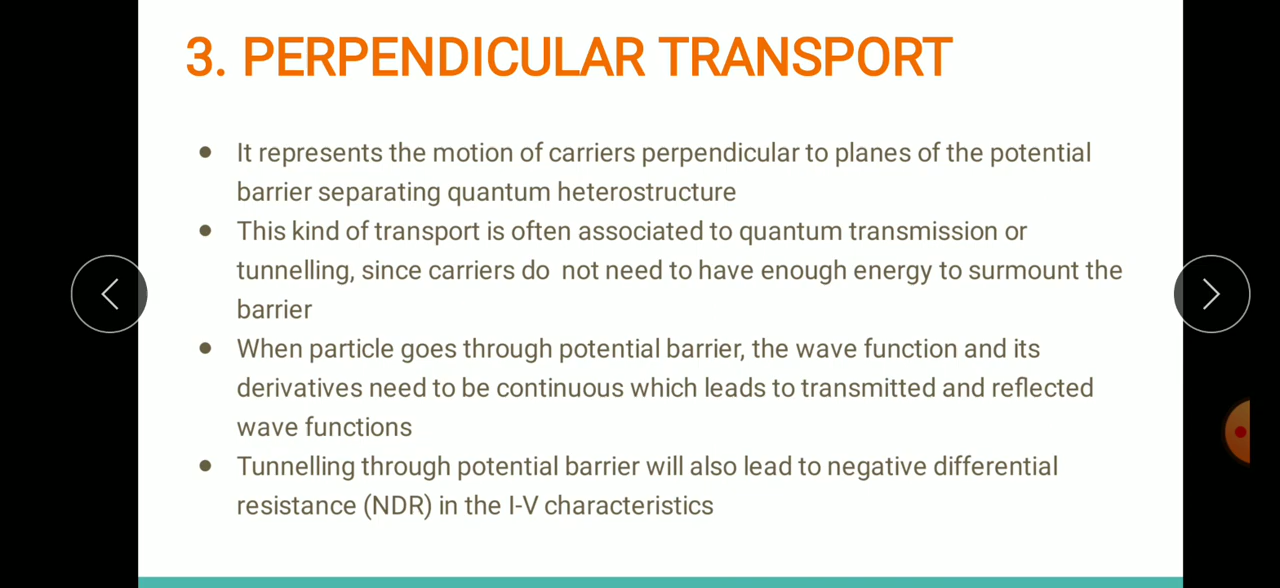 3. PERPENDICULAR TRANSPORT
● It represents the motion of carriers perpendicular to planes of the potential
barrier separating quantum heterostructure
● This kind of transport is often associated to quantum transmission or
tunnelling, since carriers do  not need to have enough energy to surmount the
barrier
● When particle goes through potential barrier, the wave function and its
derivatives need to be continuous which leads to transmitted and reflected
wave functions
● Tunnelling through potential barrier will also lead to negative differential
resistance (NDR) in the I-V characteristics